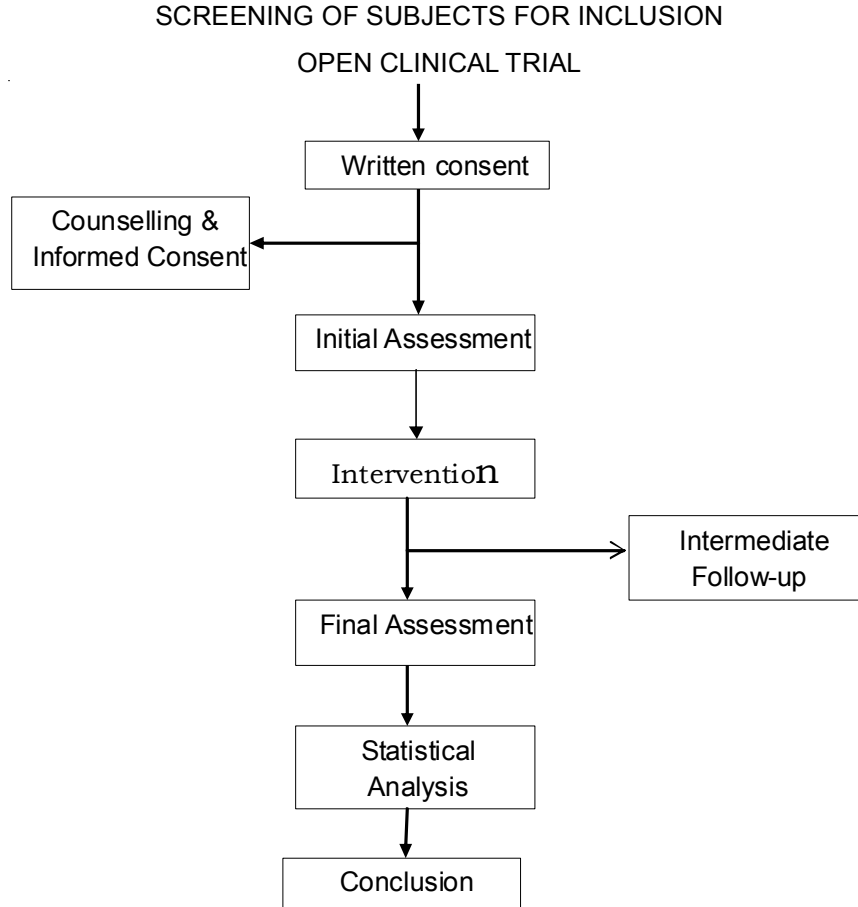 SCREENING OF SUBJECTS FOR INCLUSION
OPEN CLINICAL TRIAL
Written consent
Counselling &
Informed Consent
Initial Assessment
Intervention
Intermediate
Follow-up
Final Assessment
Statistical
Analysis
Conclusion